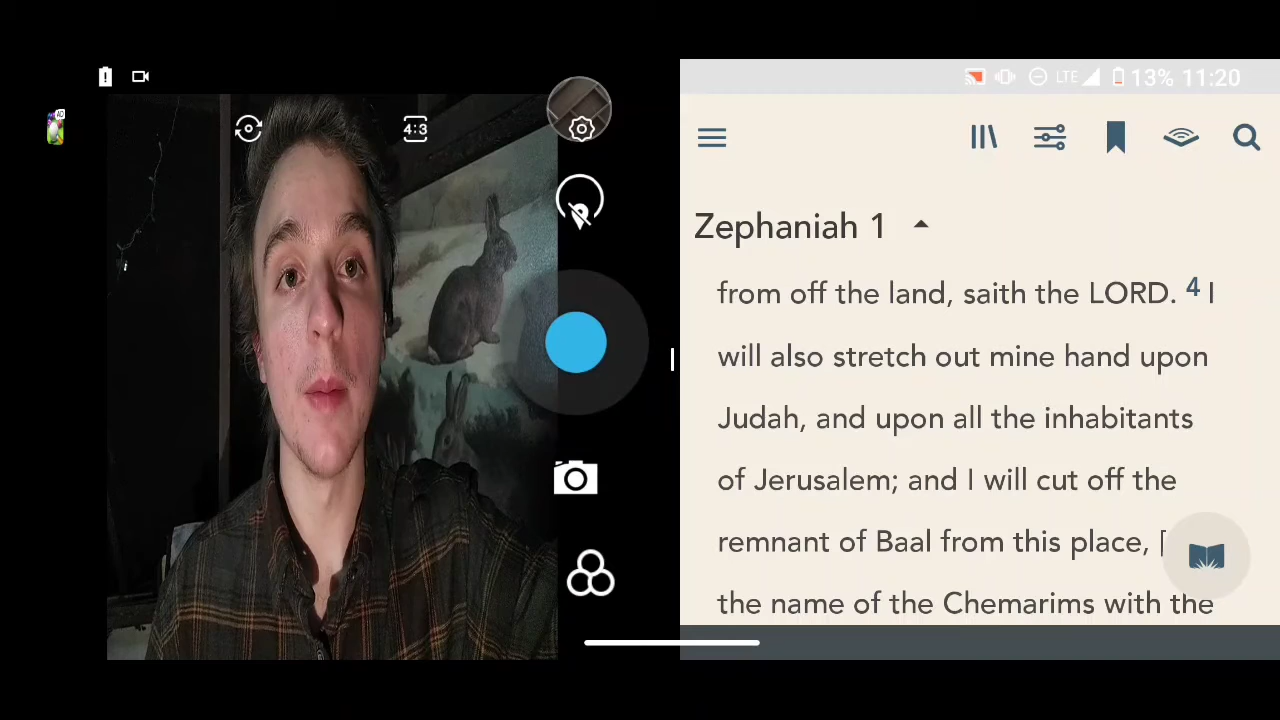 4:3
LTE 13% 11:20
Zephaniah 1
from off the land, saith the LORD. 4 I
will also stretch out mine hand upon
Judah, and upon all the inhabitants
of Jerusalem; and I will cut off the
remnant of Baal from this place,
the name of the Chemarims with the